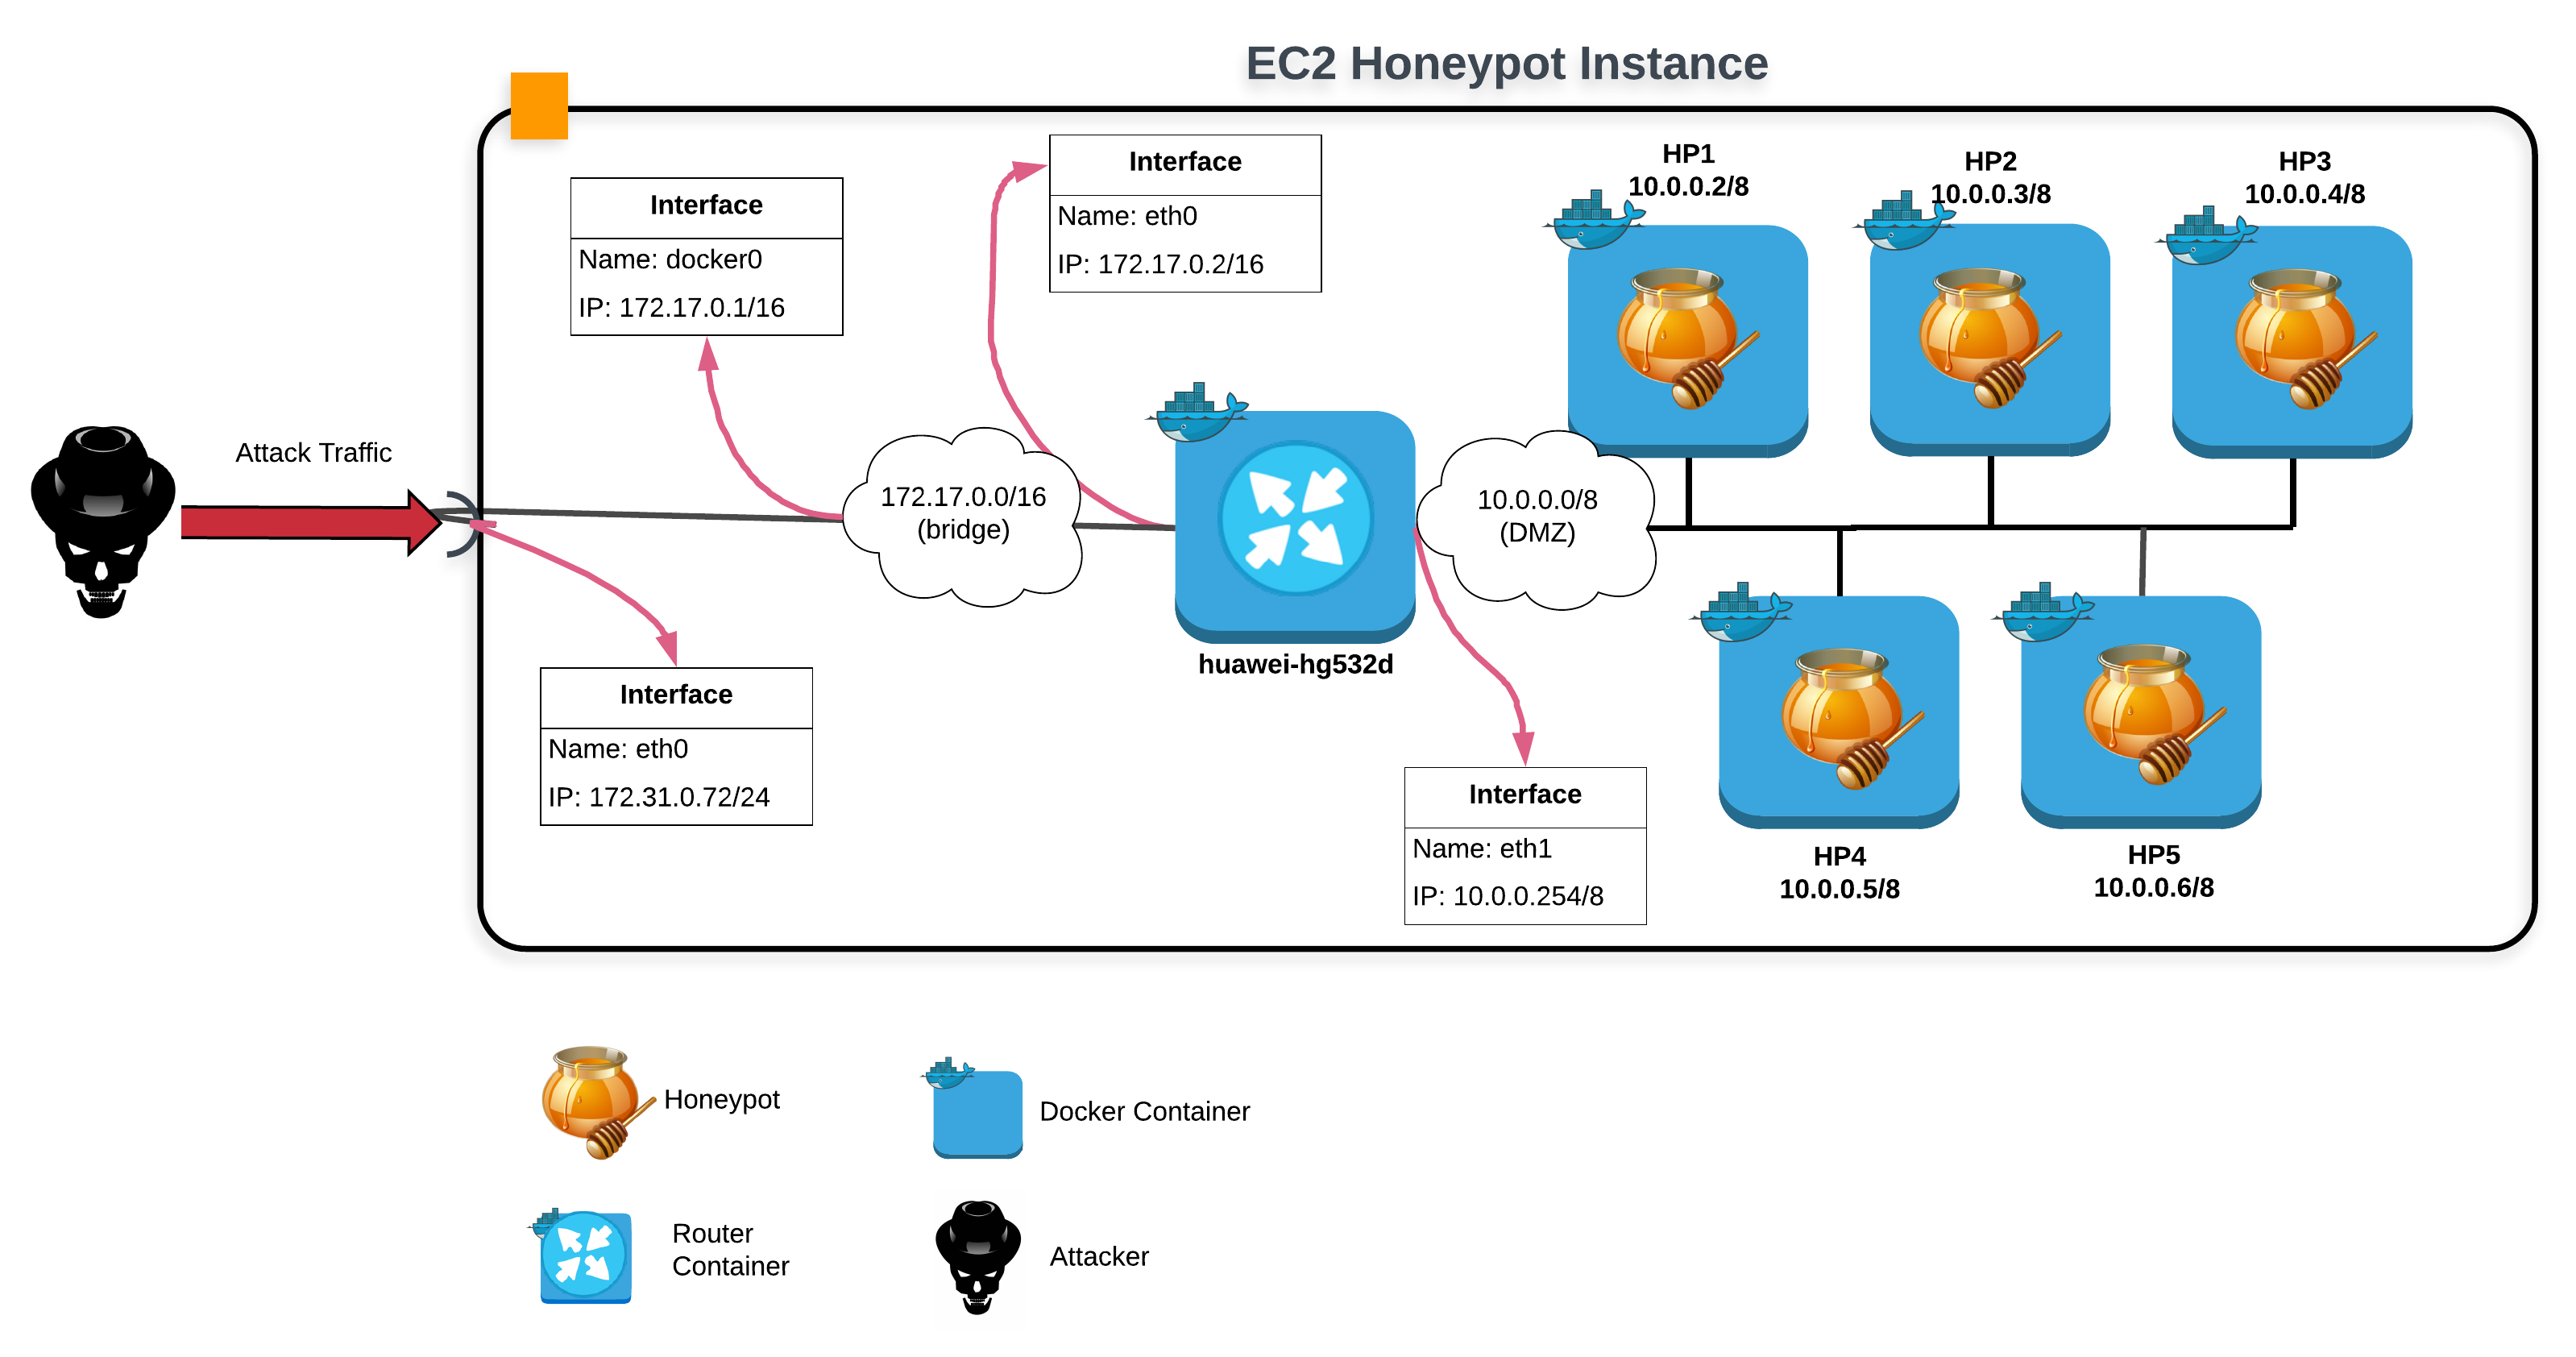 EC2 Honeypot Instance
Attack Traffic
Interface
Name: docker0
IP: 172.17.0.1/16
Interface
Name: eth0
IP: 172.17.0.2/16
HP1
10.0.0.2/8
HP2
10.0.0.3/8
HP3
10.0.0.4/8
172.17.0.0/16
(bridge)
huawei-hg532d
10.0.0.0/8
(DMZ)
Interface
Name: eth0
IP: 172.31.0.72/24
Interface
Name: eth1
IP: 10.0.0.254/8
HP4
10.0.0.5/8
HP5
10.0.0.6/8
Honeypot
Docker Container
Router
Container
Attacker